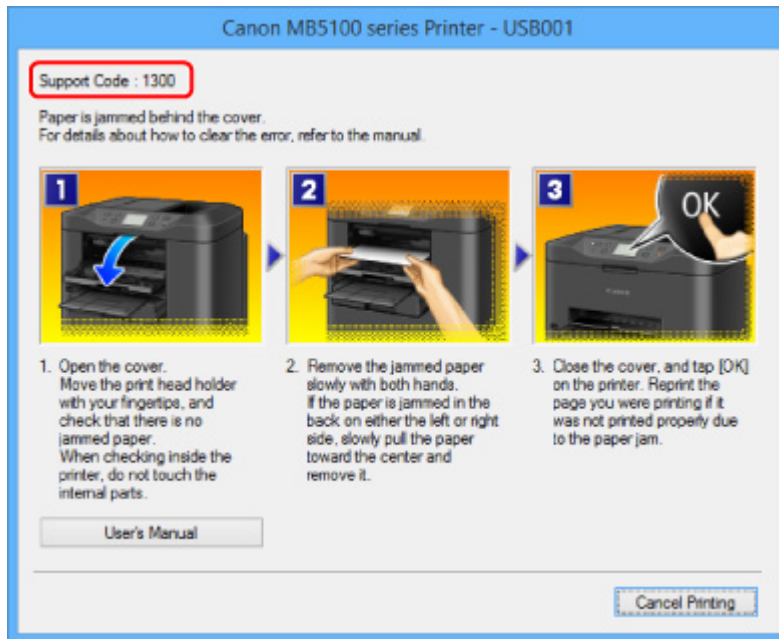 Canon MB5100 series Printer - USB001
Support Code : 1300
Paper is jammed behind the cover.
For details about how to clear the error, refer to the manual.
1
2
3
OK
1. Open the cover.
Move the print head holder
with your fingertips, and
check that there is no
jammed paper.
When checking inside the
printer, do not touch the
internal parts.
2. Remove the jammed paper
slowly with both hands.
If the paper is jammed in the
back on either the left or right
side, slowly pull the paper
toward the center and
remove it.
3. Close the cover, and tap [OK]
on the printer. Reprint the
page you were printing if it
was not printed properly due
to the paper jam.
User's Manual
Cancel Printing